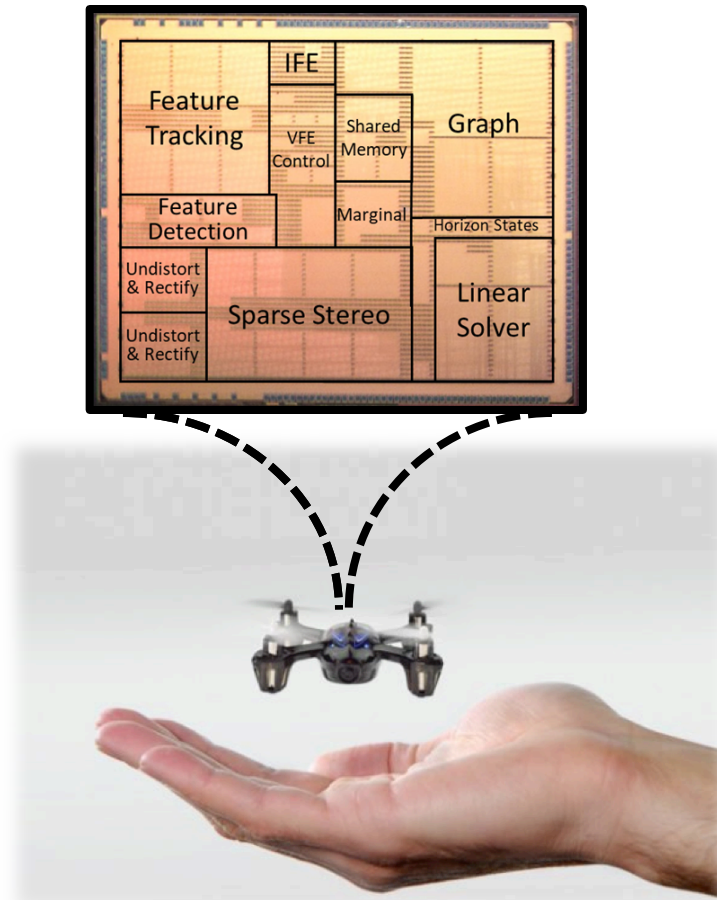 IFE
Feature
Tracking
VFE
Control
Shared
Memory
Graph
Feature
Detection
Marginal
Horizon States
Undistort
& Rectify
Sparse Stereo
Linear
Solver
Undistort
& Rectify